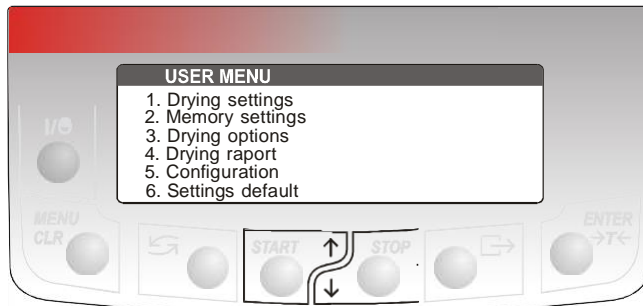 USER MENU
1. Drying settings
2. Memory settings
3. Drying options
4. Drying raport
5. Configuration
6. Settings default
I/
MENU
CLR
START ↑ STOP
↓
ENTER
→T←